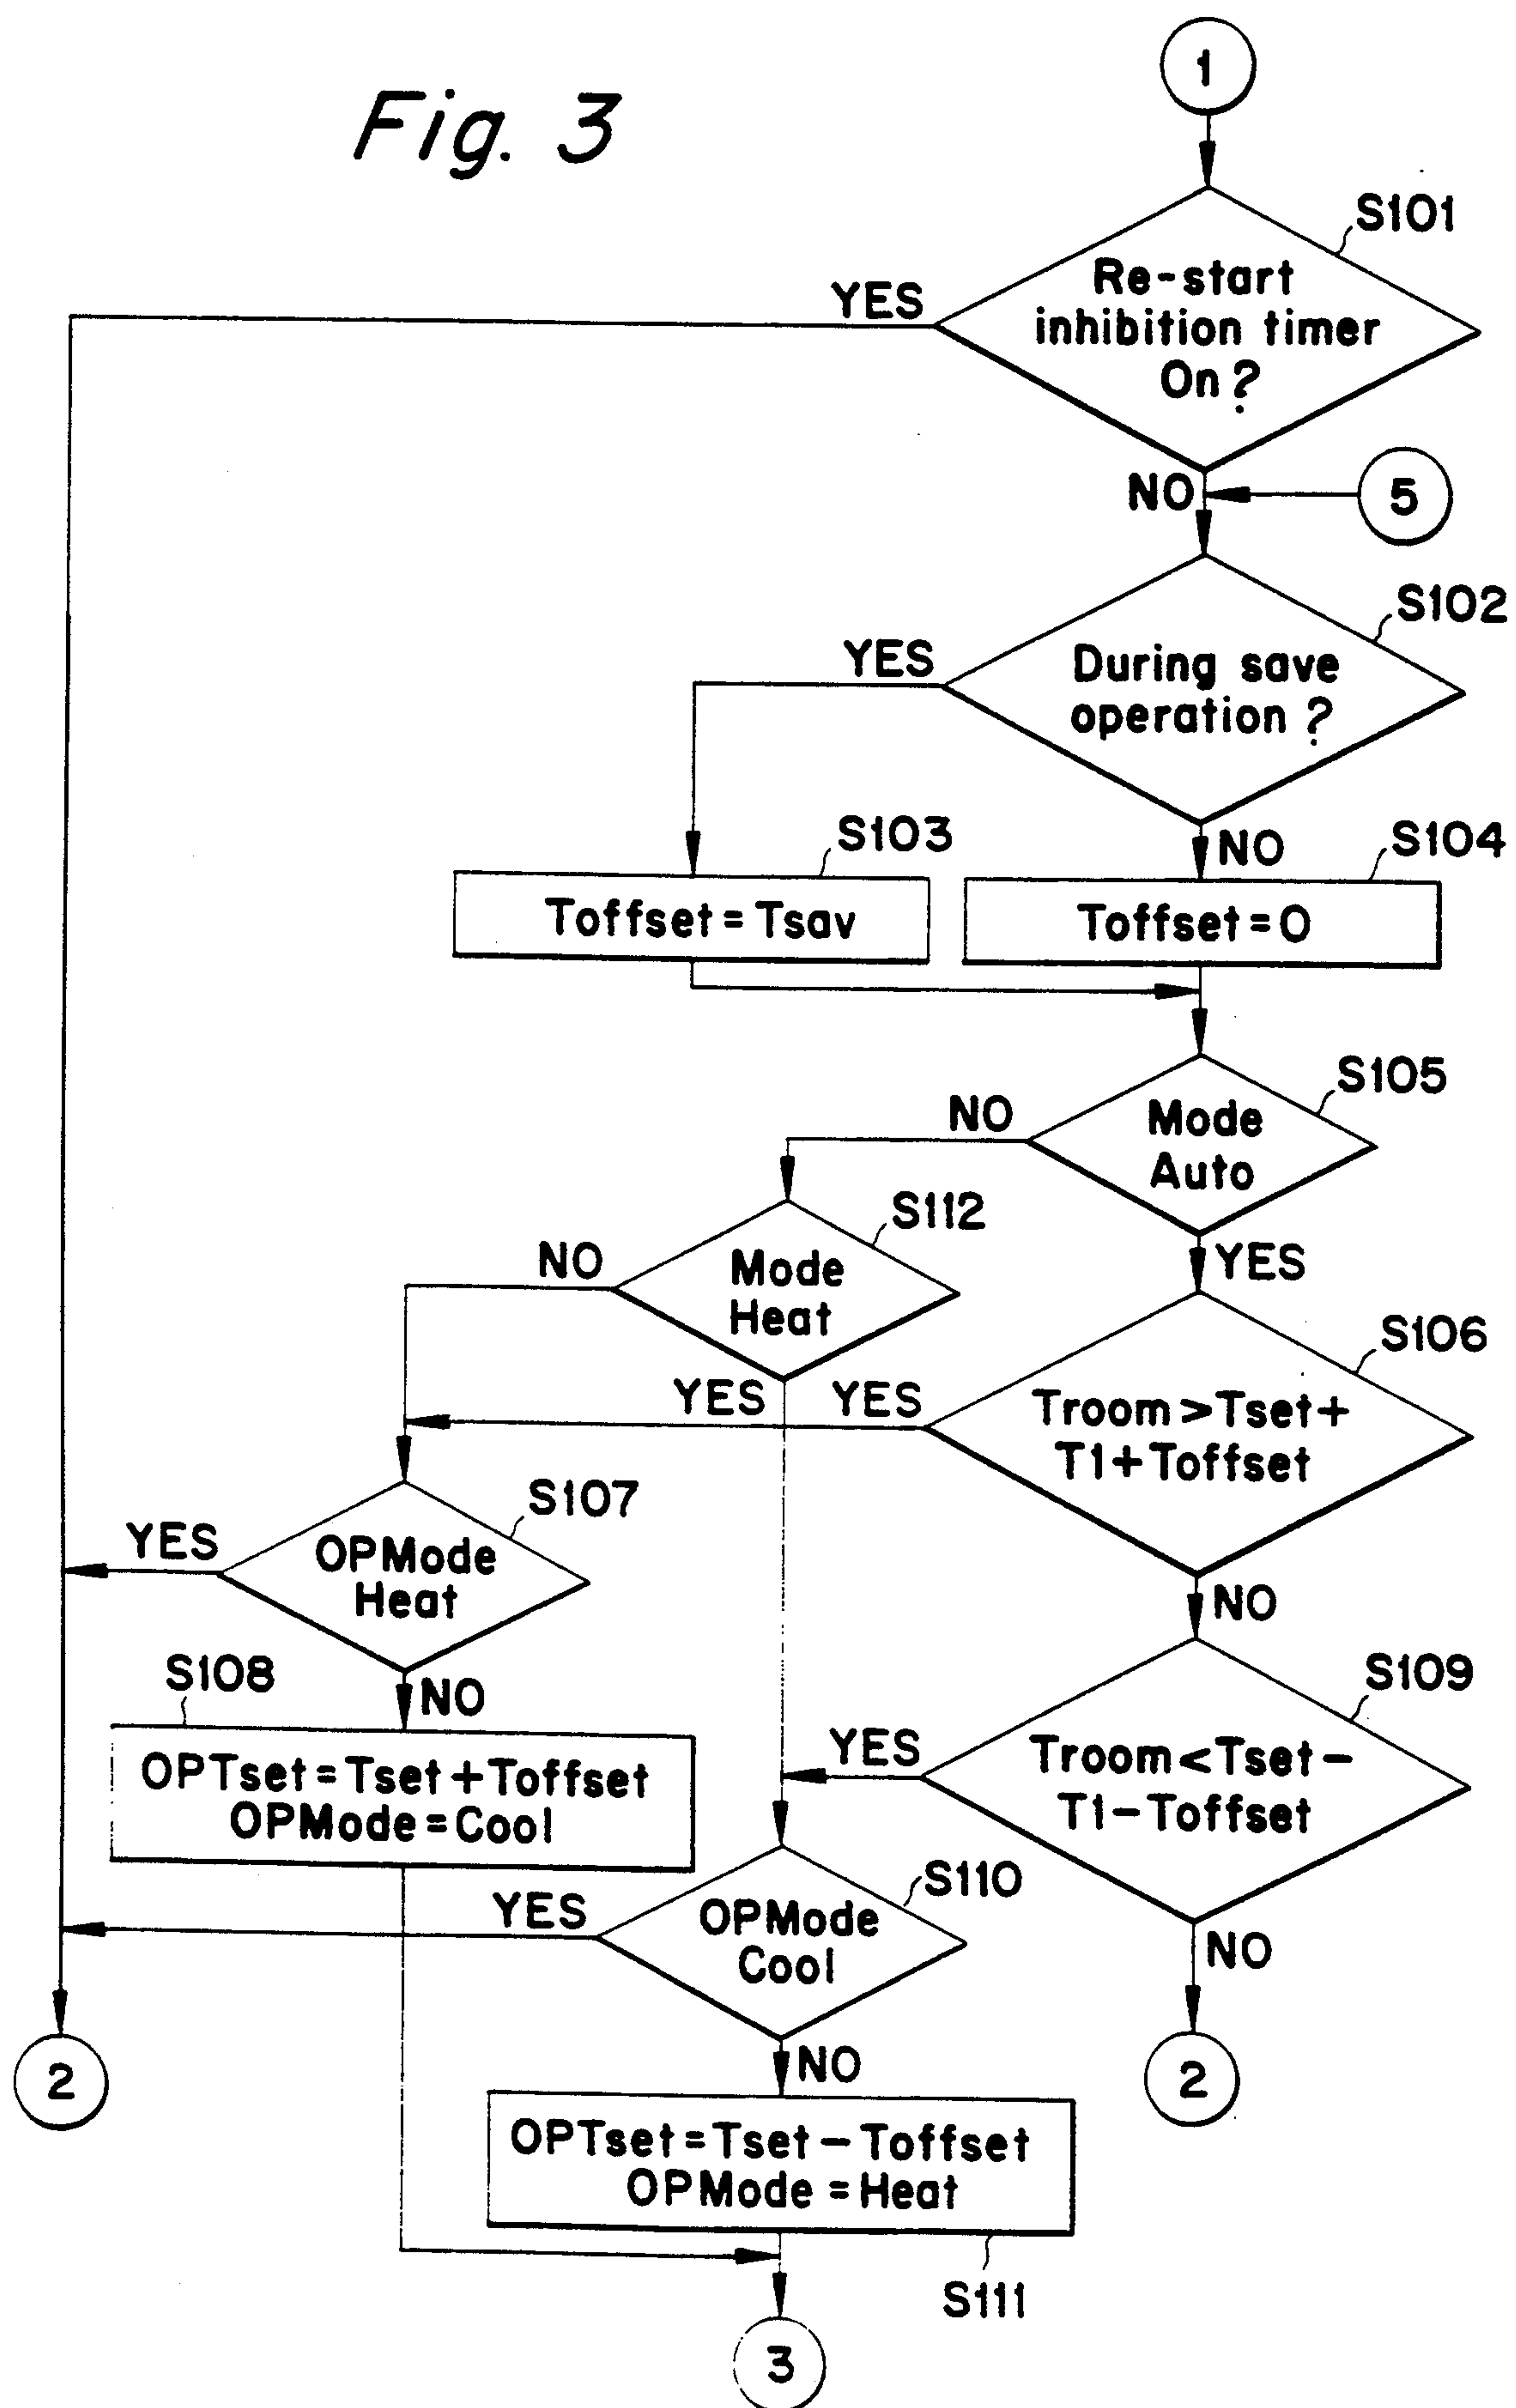 Fig. 3
1
S101
YES
Re-start
inhibition timer
On?
NO
5
S102
YES
During save
operation?
S103
NO
S104
Toffset=Tsav
Toffset=0
S105
NO
Mode
Auto
S112
NO
Mode
Heat
YES
S106
YES
YES
Troom>Tset+
T1+Toffset
S107
YES
OPMode
Heat
NO
S108
NO
S109
OPTset=Tset+Toffset
OPMode=Cool
YES
Troom<Tset-
T1-Toffset
S110
YES
OPMode
Cool
NO
2
NO
2
OPTset=Tset-Toffset
OPMode=Heat
S111
3